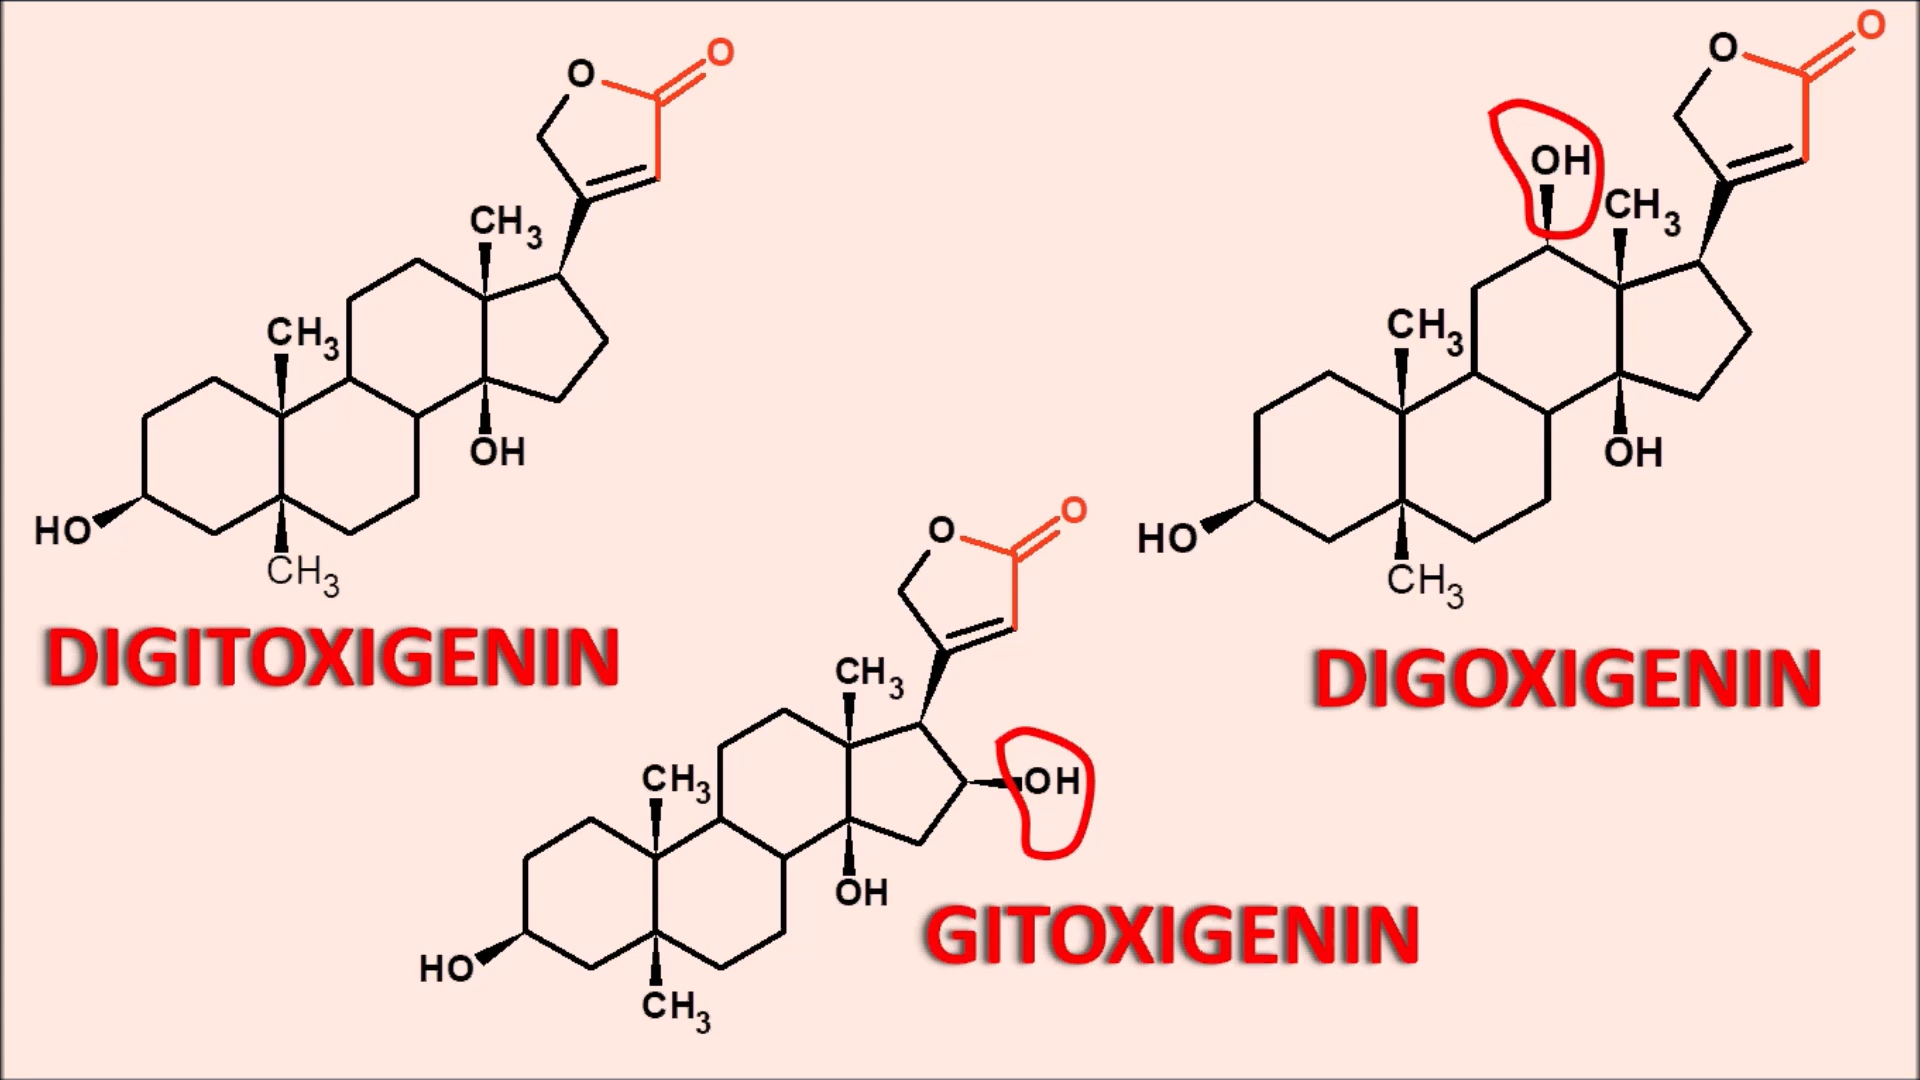 O
O
CH3
CH3
OH
HO
CH3
DIGITOXIGENIN
O
O
OH
CH3
CH3
OH
HO
CH3
DIGOXIGENIN
O
O
CH3
OH
CH3
OH
HO
CH3
GITOXIGENIN